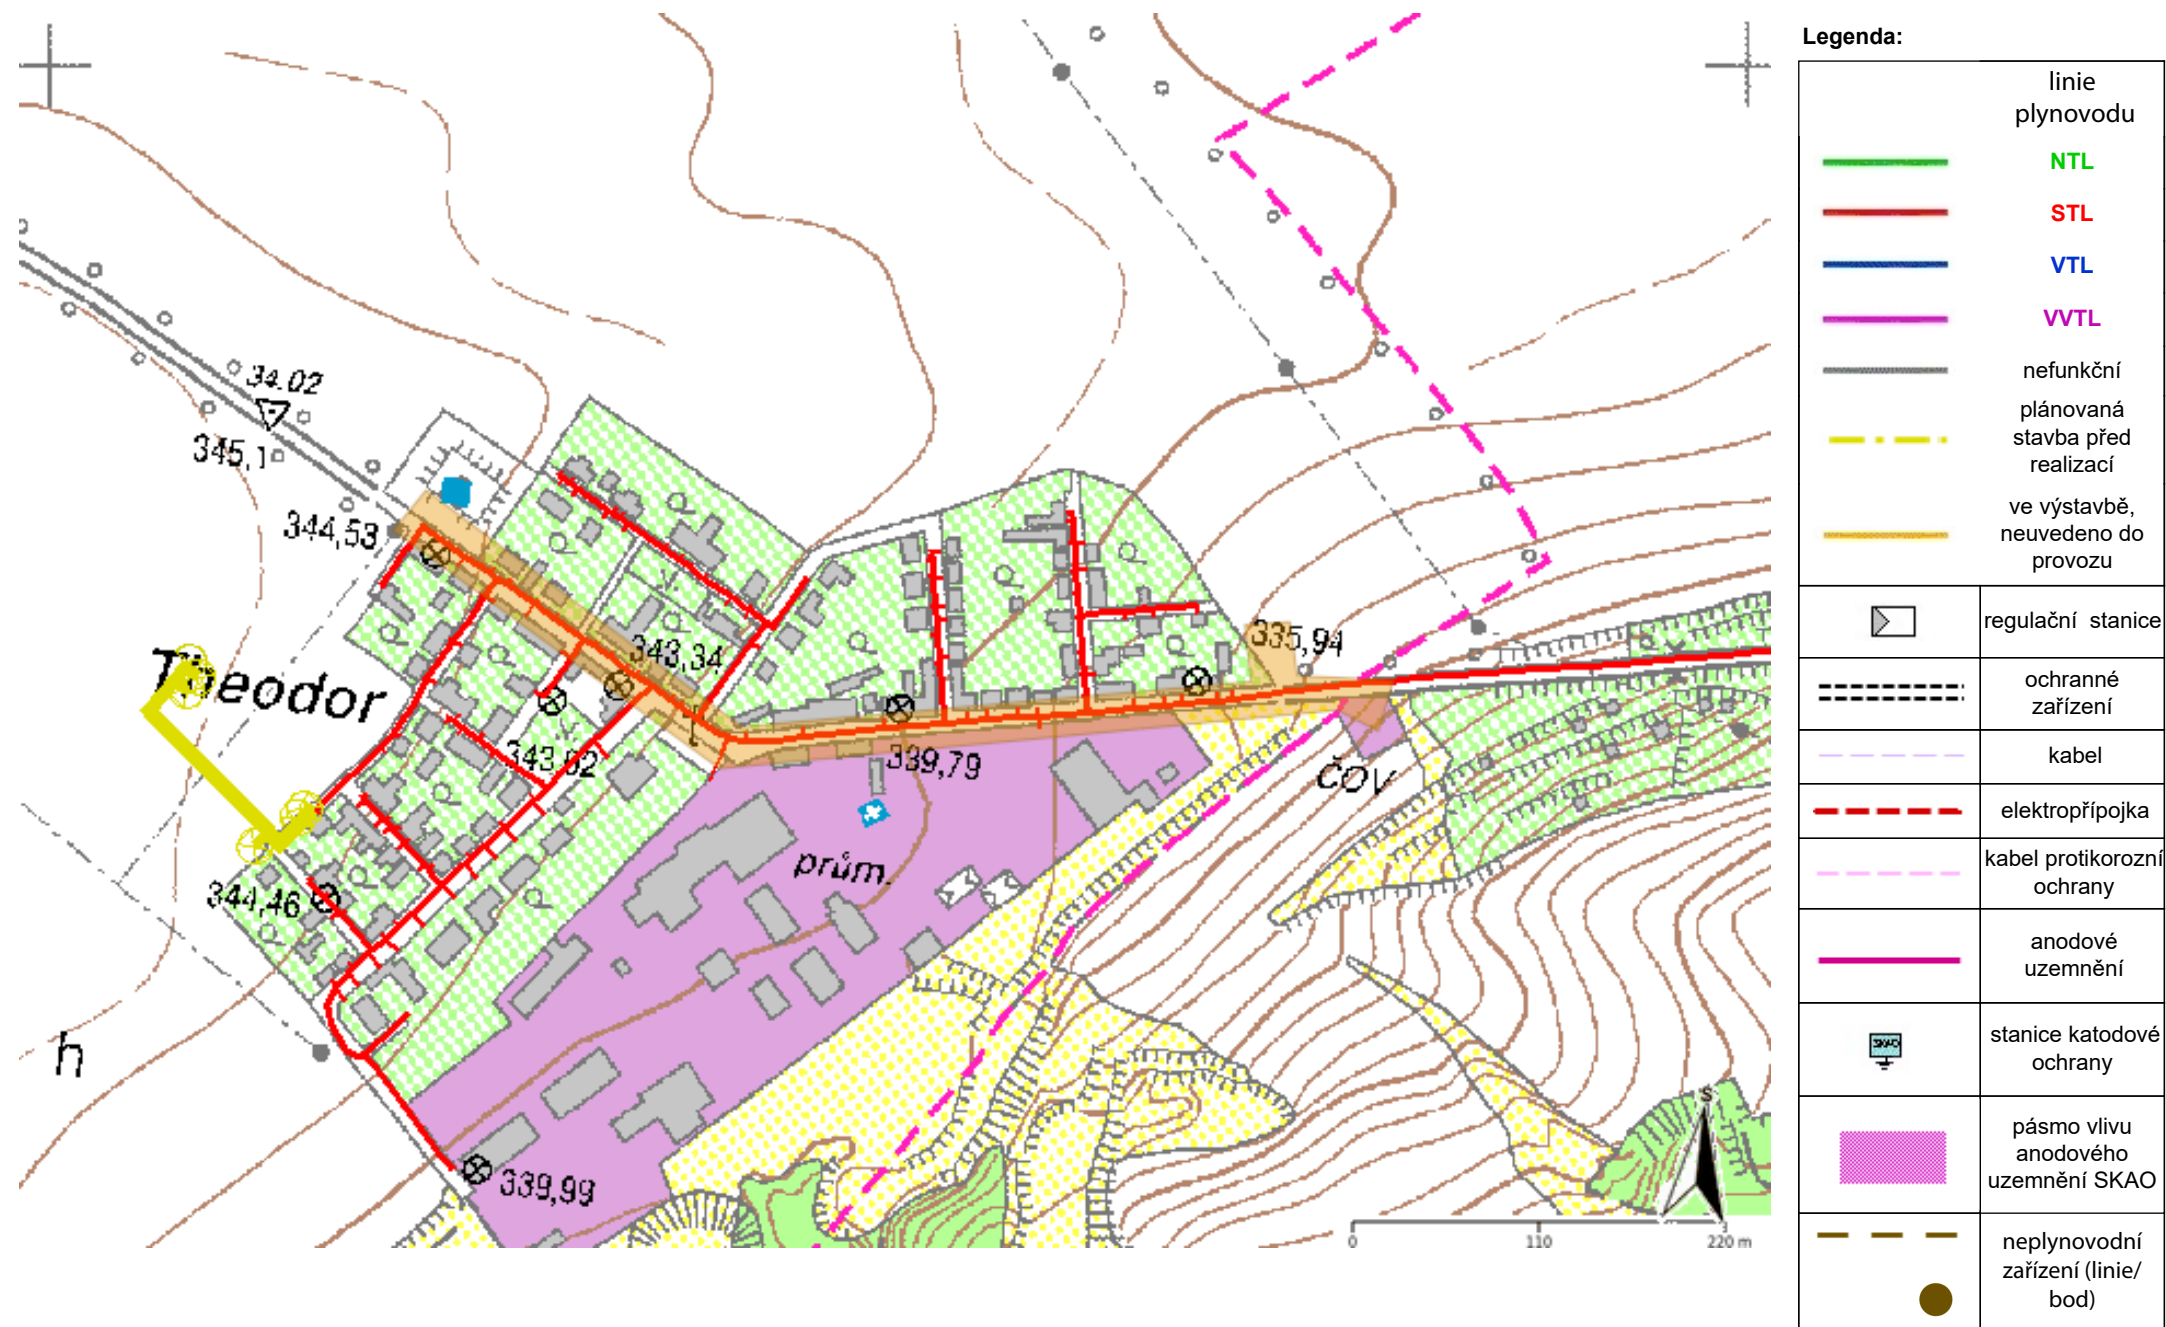 34.02
345,1
344,53
343,34
335,94
Theodor
343,62
339,79
ČOV
prům.
344,46
h
339,99
S
0
110
220 m
Legenda:
linie
plynovodu
NTL
STL
VTL
VVTL
nefunkční
plánovaná
stavba před
realizací
ve výstavbě,
neuvedeno do
provozu
regulační stanice
ochranné
zařízení
kabel
elektropřípojka
kabel protikorozní
ochrany
anodové
uzemnění
SKAO
stanice katodové
ochrany
pásmo vlivu
anodového
uzemnění SKAO
neplynovodní
zařízení (linie/
bod)